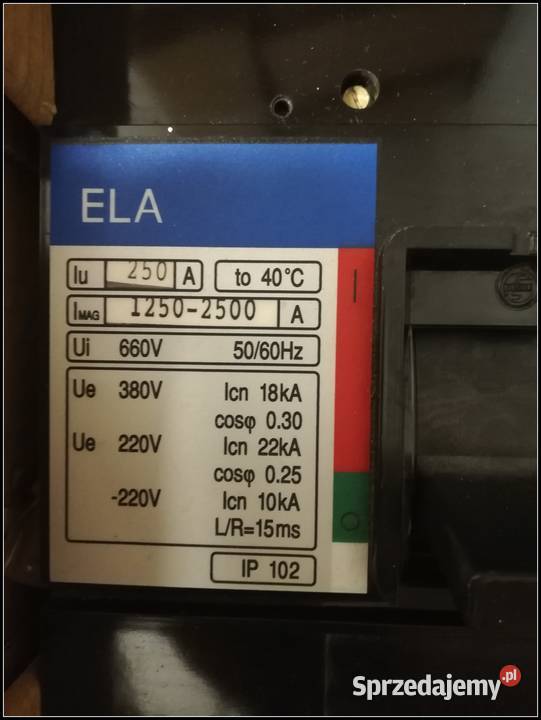 ELA
Iu 250 A to 40°C
IMAG 1250-2500 A
Ui 660V 50/60Hz
Ue 380V Icn 18kA
cosφ 0.30
Ue 220V Icn 22kA
cosφ 0.25
-220V Icn 10kA
L/R=15ms
IP 102
I
O
Sprzedajemy.pl